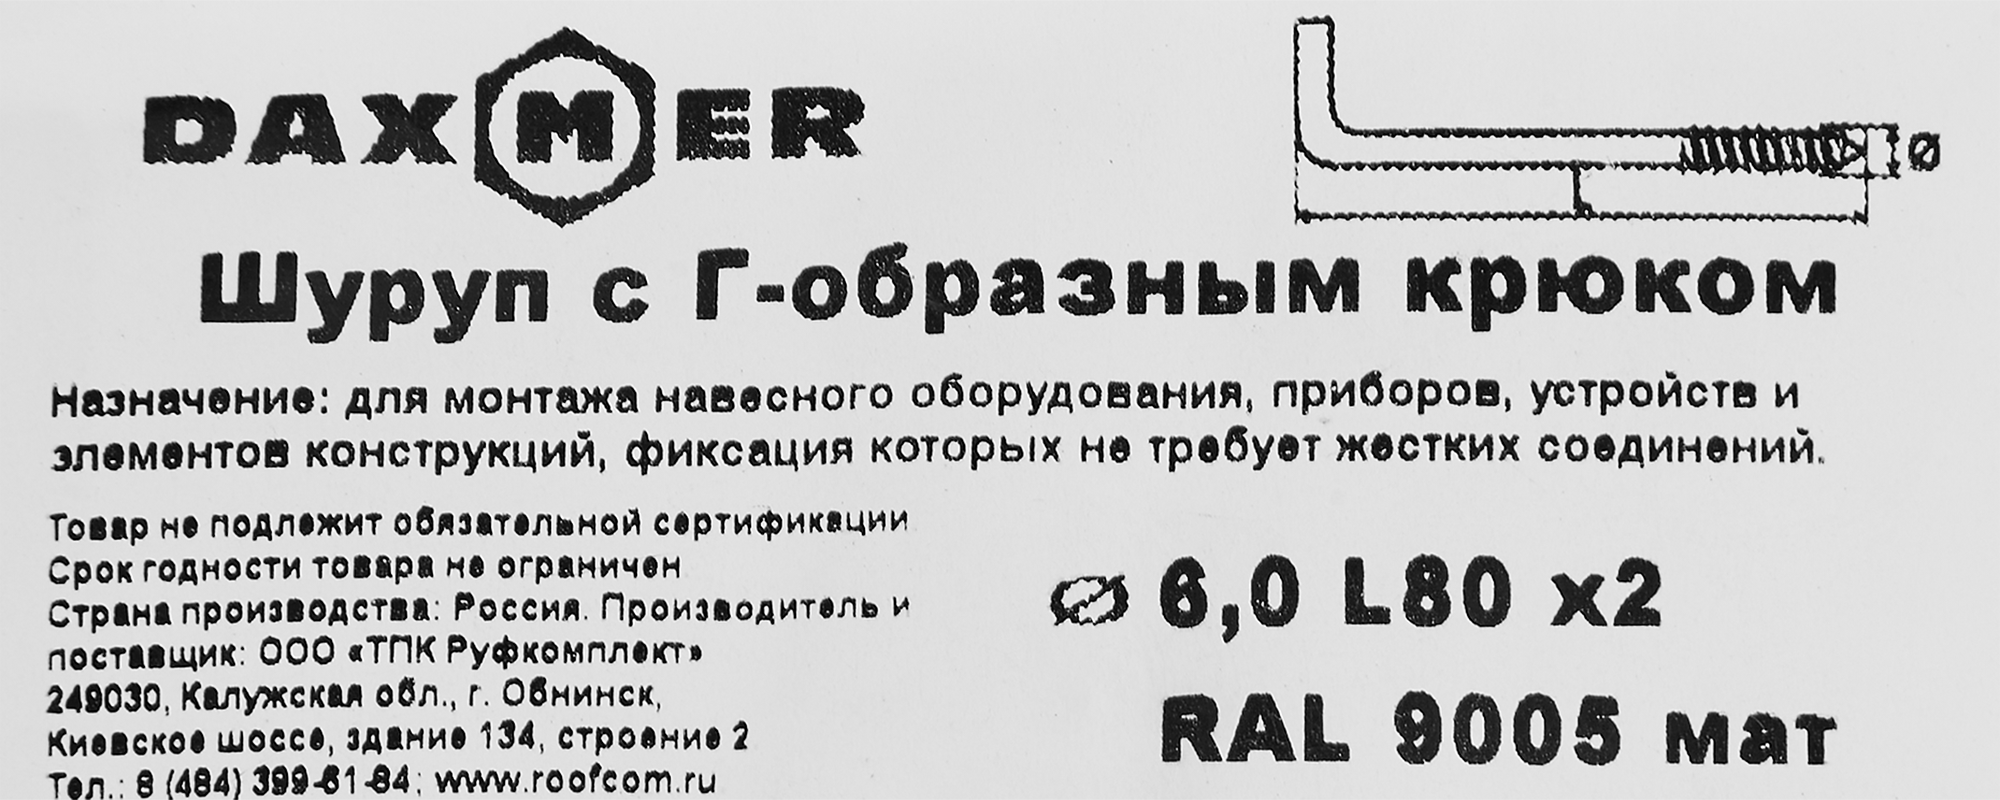 DAXMER
Ø
L
Шуруп с Г-образным крюком
Назначение: для монтажа навесного оборудования, приборов, устройств и
элементов конструкций, фиксация которых не требует жестких соединений.
Товар не подлежит обязательной сертификации
Срок годности товара не ограничен
Страна производства: Россия. Производитель и
поставщик: ООО «ТПК Руфкомплект»
249030, Калужская обл., г. Обнинск,
Киевское шоссе, здание 134, строение 2
Тел.: 8 (484) 399-61-84; www.roofcom.ru
Ø 6,0 L80 x2
RAL 9005 мат